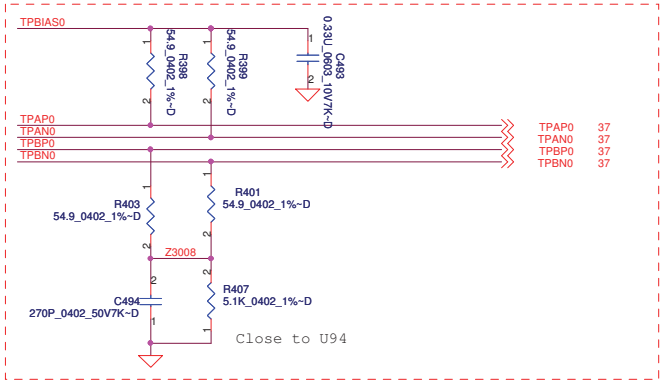 TPBIAS0
1
1
1
2
2
2
R398
54.9_0402_1%~D
R399
54.9_0402_1%~D
C493
0.33U_0603_10V7K~D
TPAP0
TPAN0
TPBP0
TPBN0
TPAP0 37
TPAN0 37
TPBP0 37
TPBN0 37
1
1
R403
54.9_0402_1%~D
R401
54.9_0402_1%~D
2
2
Z3008
2
2
C494
270P_0402_50V7K~D
R407
5.1K_0402_1%~D
1
1
Close to U94